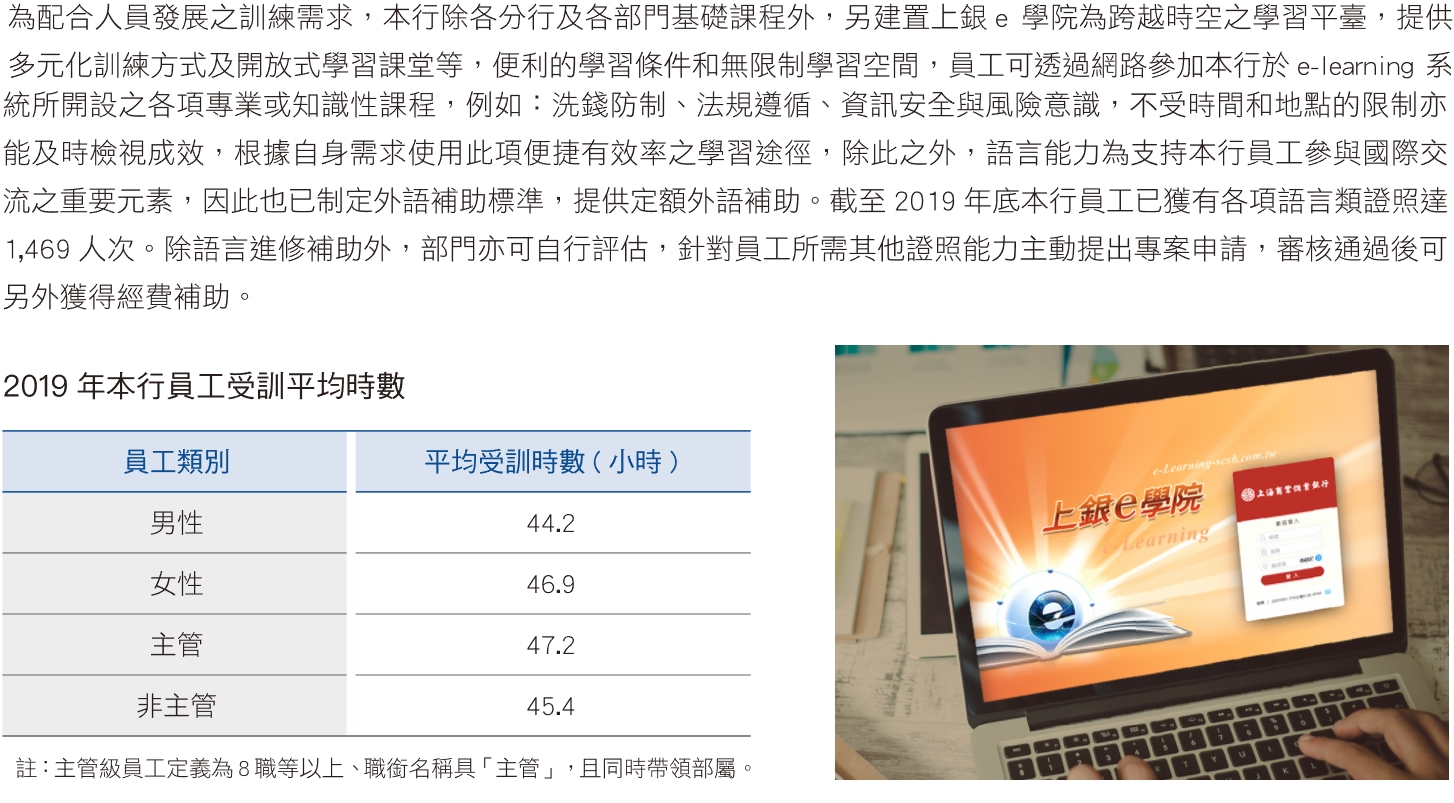 為配合人員發展之訓練需求，本行除各分行及各部門基礎課程外，另建置上銀 e 學院為跨越時空之學習平臺，提供
多元化訓練方式及開放式學習課堂等，便利的學習條件和無限制學習空間，員工可透過網路參加本行於 e-learning 系
統所開設之各項專業或知識性課程，例如：洗錢防制、法規遵循、資訊安全與風險意識，不受時間和地點的限制亦
能及時檢視成效，根據自身需求使用此項便捷有效率之學習途徑，除此之外，語言能力為支持本行員工參與國際交
流之重要元素，因此也已制定外語補助標準，提供定額外語補助。截至 2019 年底本行員工已獲有各項語言類證照達
1,469 人次。除語言進修補助外，部門亦可自行評估，針對員工所需其他證照能力主動提出專案申請，審核通過後可
另外獲得經費補助。
2019 年本行員工受訓平均時數
員工類別 平均受訓時數 ( 小時 )
男性 44.2
女性 46.9
主管 47.2
非主管 45.4
註：主管級員工定義為 8 職等以上、職銜名稱具「主管」，且同時帶領部屬。
e-Learning-scsb.com.tw
上海商業儲蓄銀行
上銀e學院
e-Learning
歡迎登入
登入